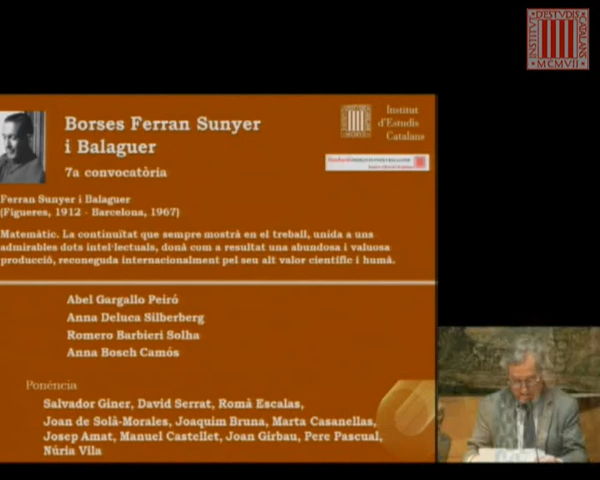 INSTITVT
D'ESTVDIS
CATALANS
MCMVII
Borses Ferran Sunyer
i Balaguer
7a convocatòria
Institut
d'Estudis
Catalans
Ferran Sunyer i Balaguer
(Figueres, 1912 - Barcelona, 1967)
Matemàtic. La continuïtat que sempre mostrà en el treball, unida a uns
admirables dots intel·lectuals, donà com a resultat una abundosa i valuosa
producció, reconeguda internacionalment pel seu alt valor científic i humà.
Abel Gargallo Peiró
Anna Deluca Silberberg
Romero Barbieri Solha
Anna Bosch Camós
Ponència
Salvador Giner, David Serrat, Romà Escalas,
Joan de Solà-Morales, Joaquim Bruna, Marta Casanellas,
Josep Amat, Manuel Castellet, Joan Girbau, Pere Pascual,
Núria Vila